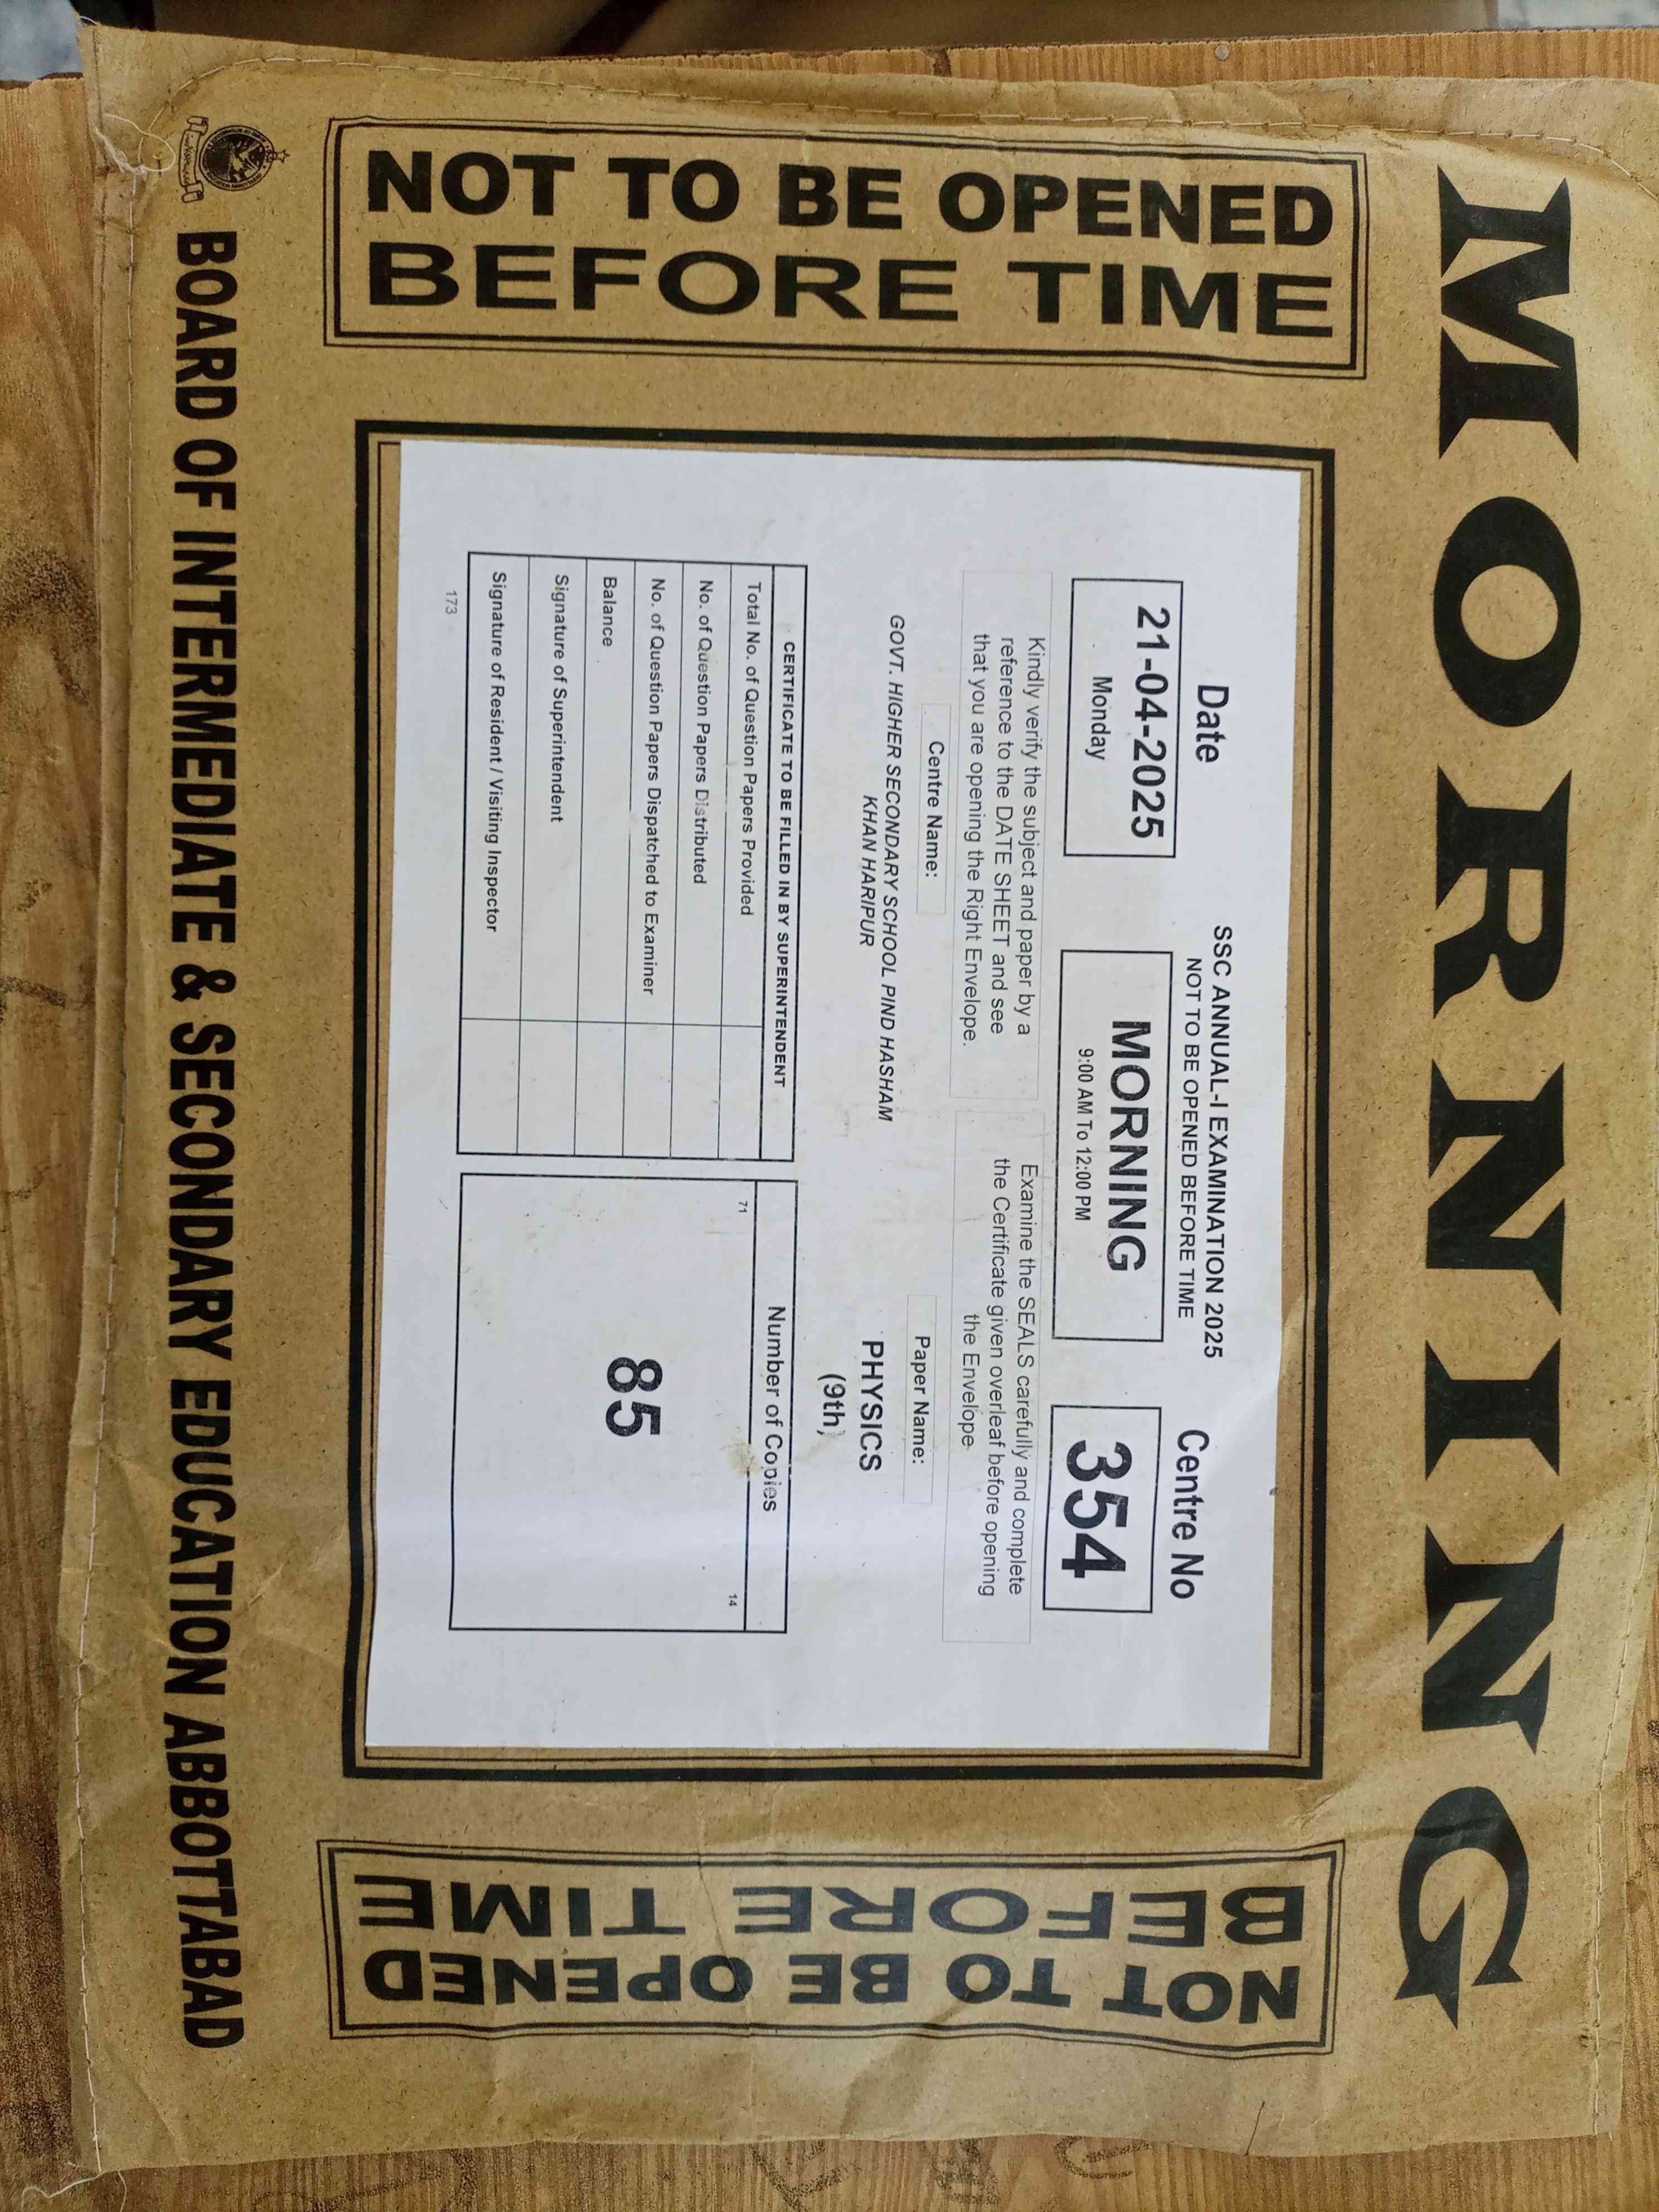 MORNING
NOT TO BE OPENED
BEFORE TIME
SSC ANNUAL-I EXAMINATION 2025
NOT TO BE OPENED BEFORE TIME
Date
21-04-2025
Monday
MORNING
9:00 AM To 12:00 PM
Centre No
354
Kindly verify the subject and paper by a
reference to the DATE SHEET and see
that you are opening the Right Envelope.
Examine the SEALS carefully and complete
the Certificate given overleaf before opening
the Envelope
Centre Name:
GOVT. HIGHER SECONDARY SCHOOL PIND HASHAM
KHAN HARIPUR
Paper Name:
PHYSICS
(9th)
CERTIFICATE TO BE FILLED IN BY SUPERINTENDENT
Total No. of Question Papers Provided
No. of Question Papers Distributed
No. of Question Papers Dispatched to Examiner
Balance
Signature of Superintendent
Signature of Resident / Visiting Inspector
173
Number of Copies
71
14
85
NOT TO BE OPENED
BEFORE TIME
BOARD OF INTERMEDIATE & SECONDARY EDUCATION ABBOTTABAD